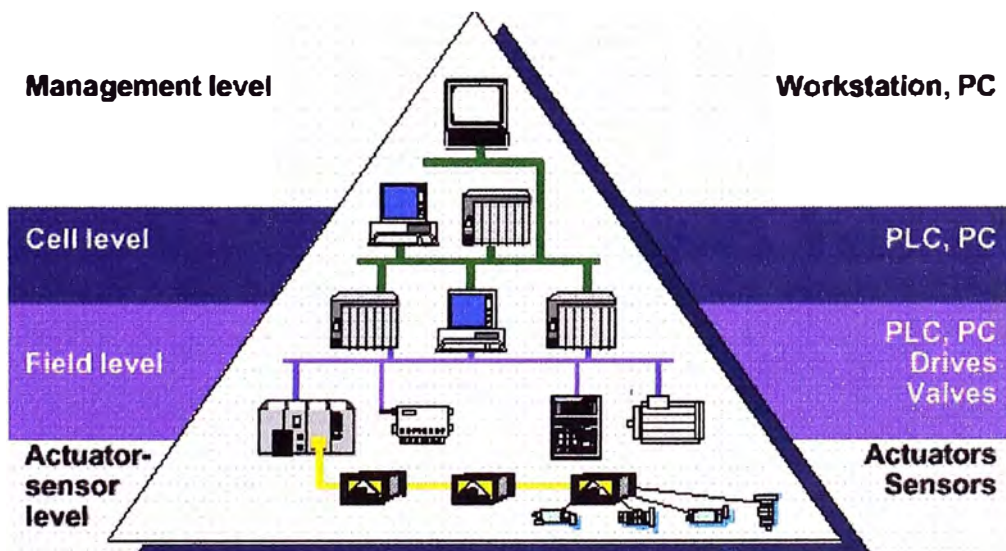 Management level
Workstation, PC
Cell level
PLC, PC
Field level
PLC, PC
Drives
Valves
Actuator-
sensor
level
Actuators
Sensors